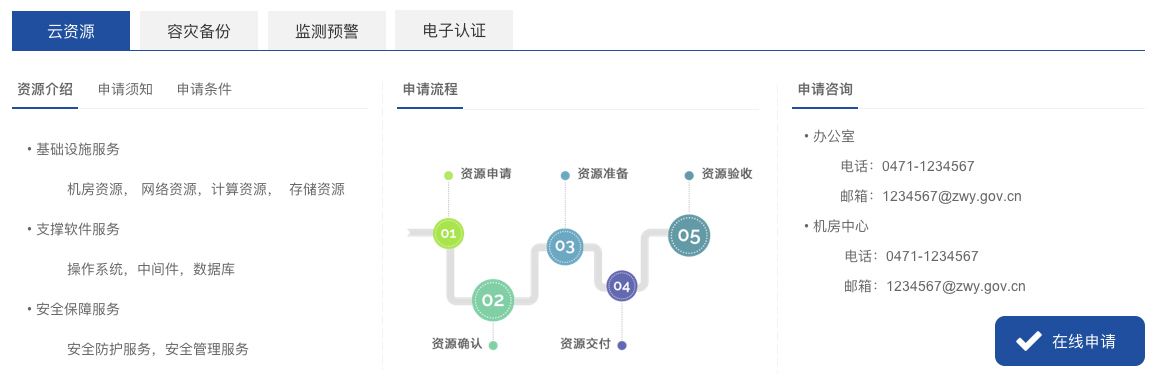 云资源 容灾备份 监测预警 电子认证
资源介绍 申请须知 申请条件
• 基础设施服务
机房资源， 网络资源，计算资源， 存储资源
• 支撑软件服务
操作系统，中间件，数据库
• 安全保障服务
安全防护服务，安全管理服务
申请流程
资源申请 资源准备 资源验收
01 03 05
02 04
资源确认 资源交付
申请咨询
• 办公室
电话：0471-1234567
邮箱：1234567@zwy.gov.cn
• 机房中心
电话：0471-1234567
邮箱：1234567@zwy.gov.cn
在线申请